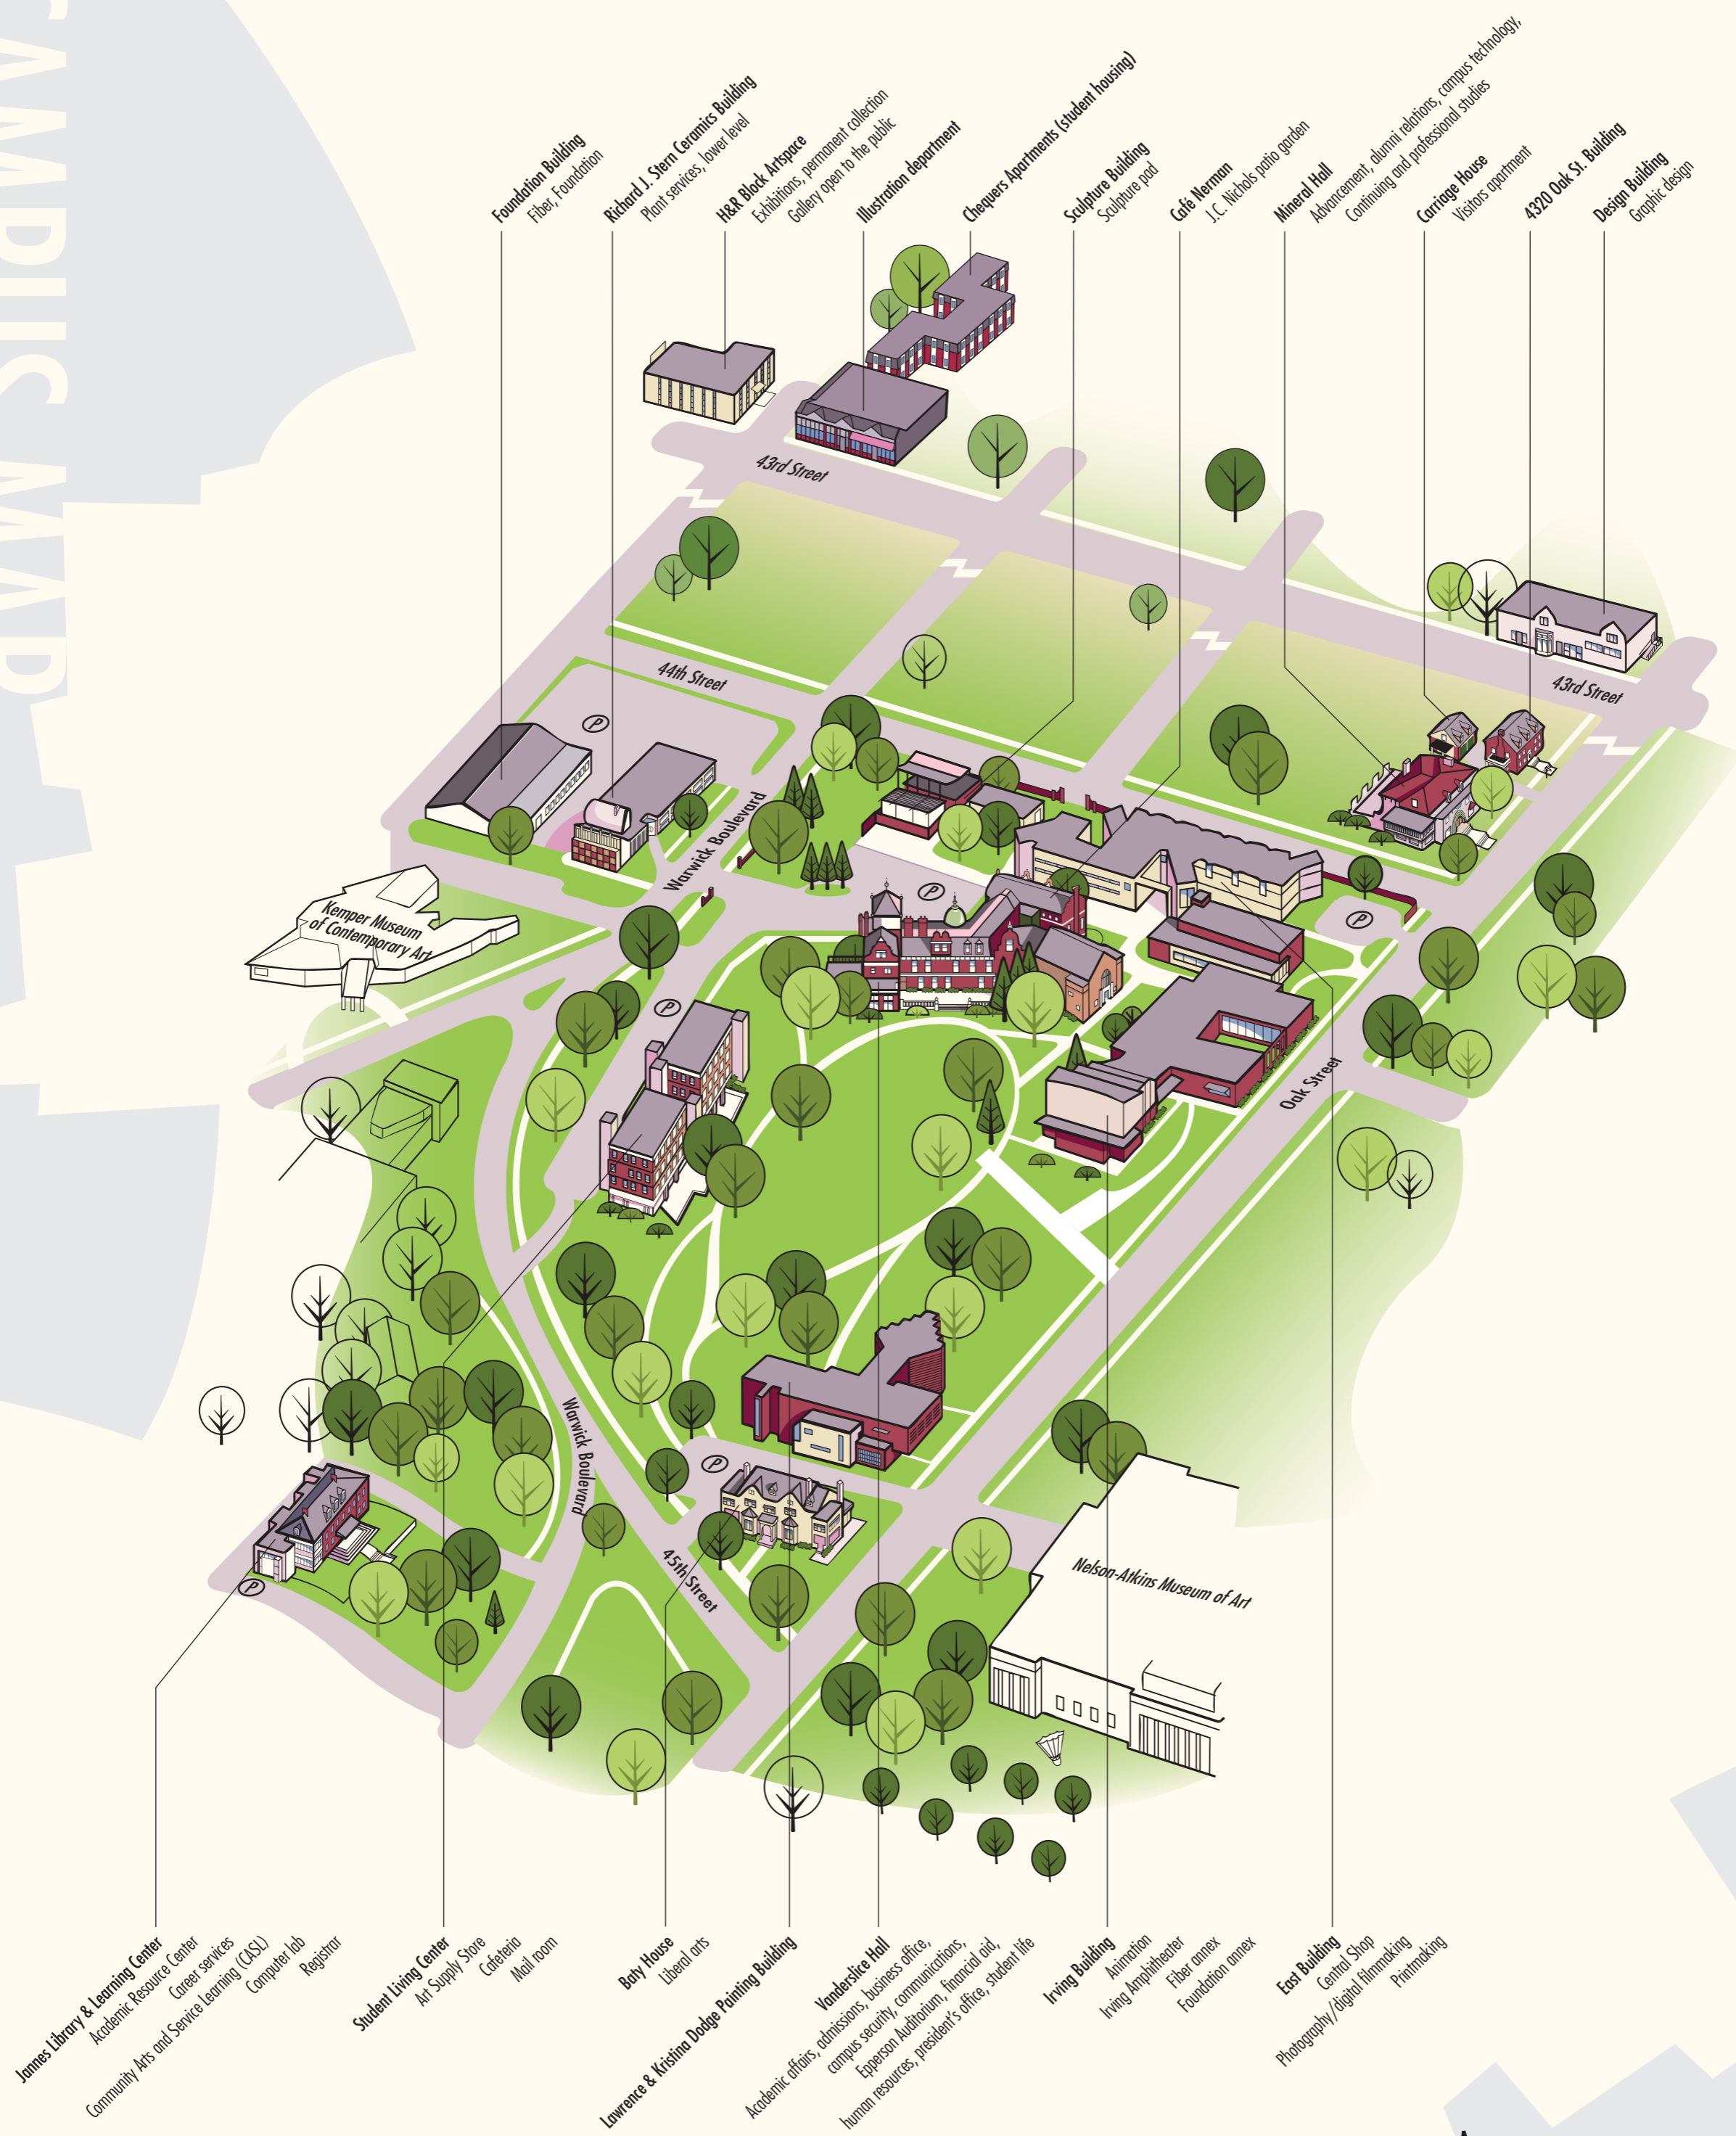 CAMPUS MAP
Foundation Building
Fiber, Foundation
Richard J. Stern Ceramics Building
Plant services, lower level
H&R Block Artspace
Exhibitions, permanent collection
Gallery open to the public
Illustration department
Chequers Apartments (student housing)
Sculpture Building
Sculpture pad
Café Nerman
J.C. Nichols patio garden
Mineral Hall
Advancement, alumni relations, campus technology,
Continuing and professional studies
Carriage House
Visitors apartment
4320 Oak St. Building
Design Building
Graphic design
43rd Street
43rd Street
44th Street
P
Warwick Boulevard
P
P
Kemper Museum
of Contemporary Art
P
Oak Street
Warwick Boulevard
P
45th Street
P
Nelson-Atkins Museum of Art
Jannes Library & Learning Center
Academic Resource Center
Career services
Community Arts and Service Learning (CASL)
Computer lab
Registrar
Student Living Center
Art Supply Store
Cafeteria
Mail room
Baty House
Liberal arts
Lawrence & Kristina Dodge Painting Building
Vanderslice Hall
Academic affairs, admissions, business office,
campus security, communications,
Epperson Auditorium, financial aid,
human resources, president's office, student life
Irving Building
Animation
Irving Amphitheater
Fiber annex
Foundation annex
East Building
Central Shop
Photography/digital filmmaking
Printmaking